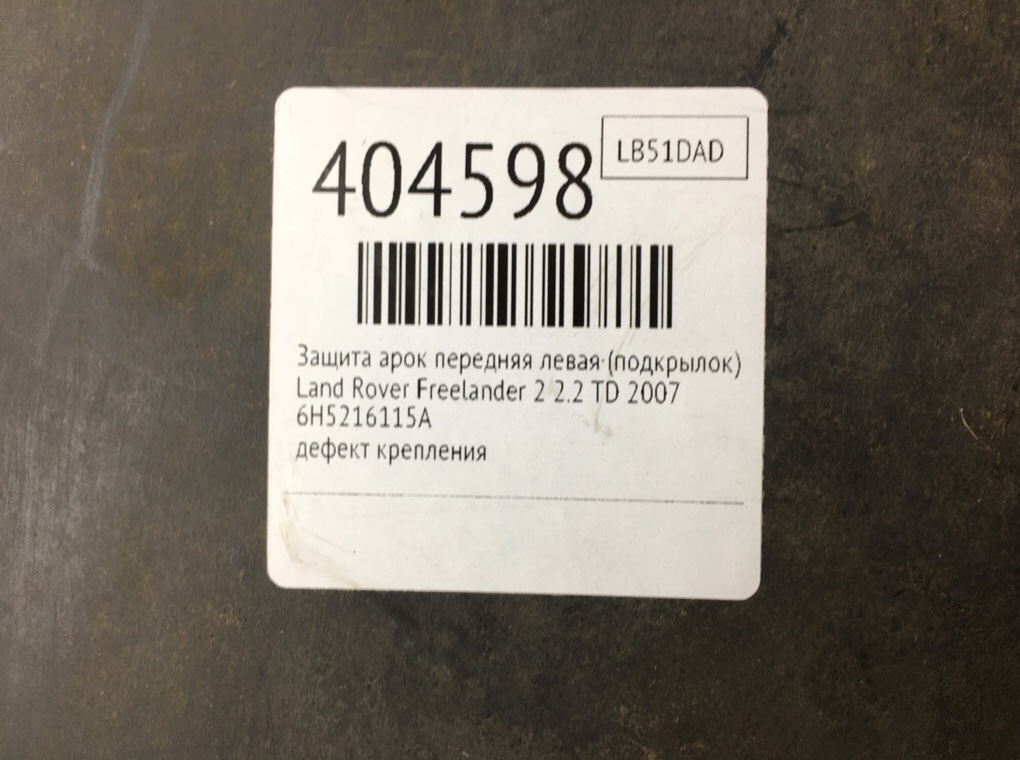 404598
LB51DAD
Защита арок передняя левая (подкрылок)
Land Rover Freelander 2 2.2 TD 2007
6H5216115A
дефект крепления